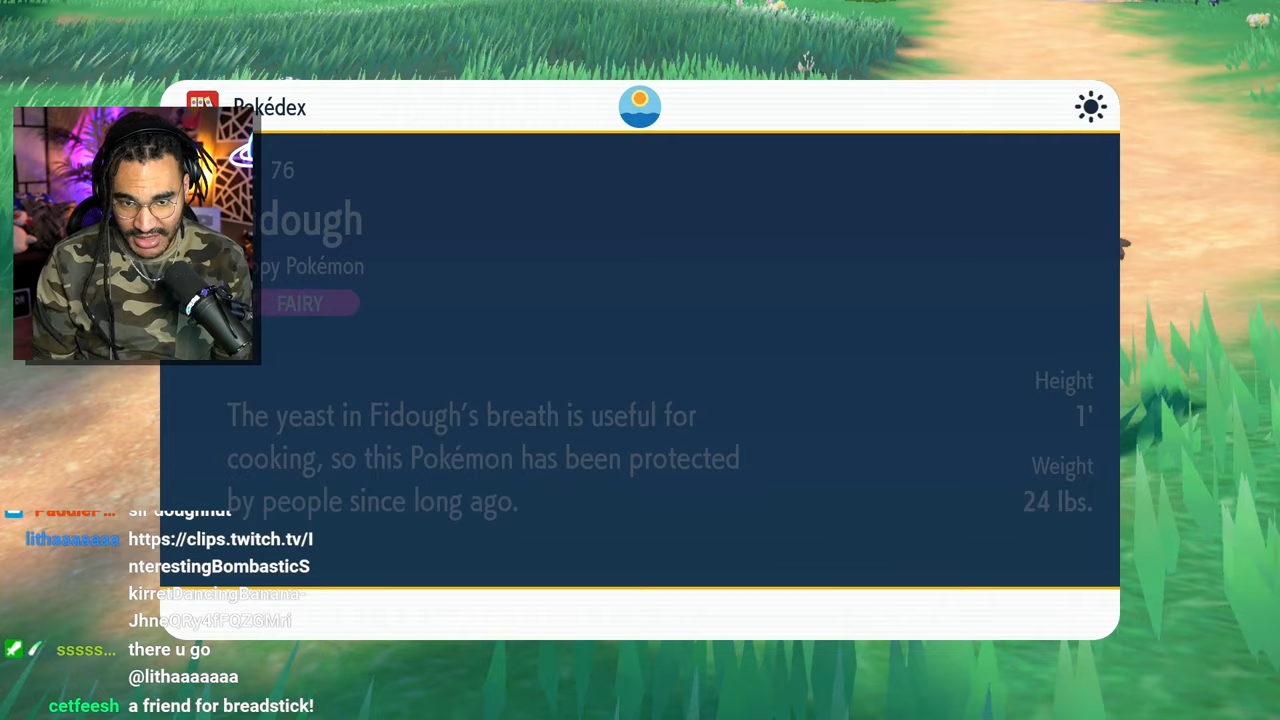 Pokédex
76
dough
py Pokémon
FAIRY
The yeast in Fidough's breath is useful for
cooking, so this Pokémon has been protected
by people since long ago.
Height
1'
Weight
24 lbs.
sir doughnut
lithaaaaaaa https://clips.twitch.tv/I
nterestingBombasticS
kirretDancingBanana-
JhneQRy4fFQZGMri
sssss... there u go
@lithaaaaaaa
cetfeesh a friend for breadstick!